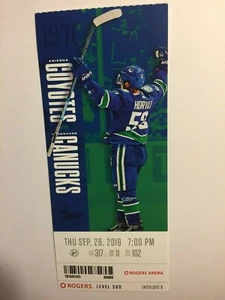 1970
ARIZONA
COYOTES
VANCOUVER
CANUCKS
HORVAT
53
THU SEP. 26, 2019 7:00 PM
317 11 102
ROGERS ARENA
ROGERS. LEVEL 300